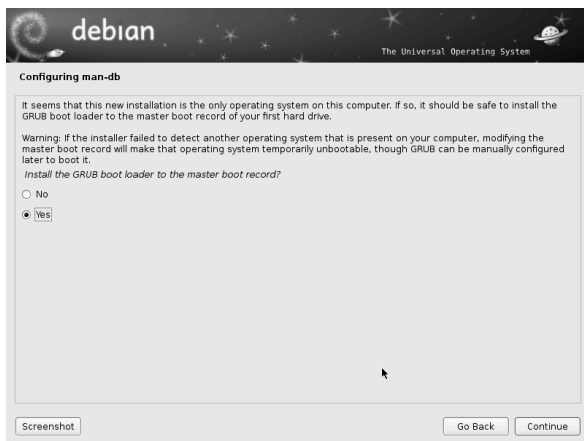 debian
The Universal Operating System
Configuring man-db
It seems that this new installation is the only operating system on this computer. If so, it should be safe to install the
GRUB boot loader to the master boot record of your first hard drive.
Warning: If the installer failed to detect another operating system that is present on your computer, modifying the
master boot record will make that operating system temporarily unbootable, though GRUB can be manually configured
later to boot it.
Install the GRUB boot loader to the master boot record?
No
Yes
Screenshot
Go Back
Continue